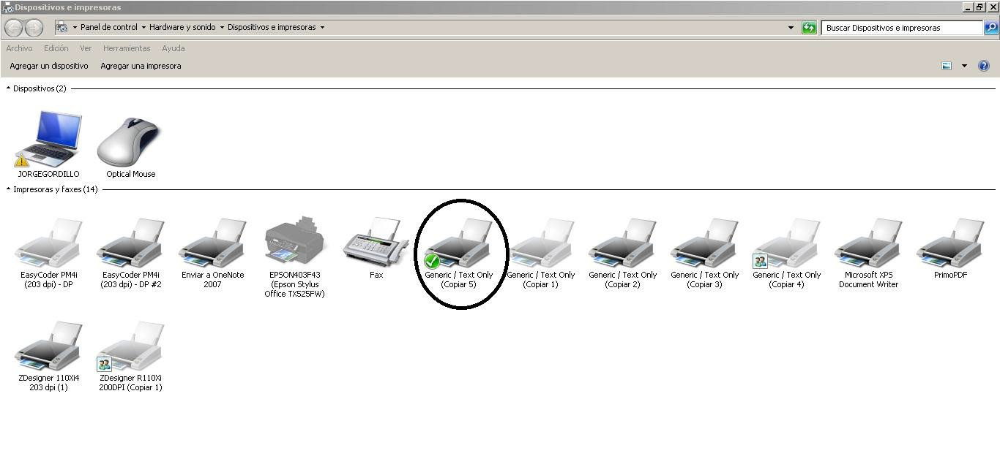 Dispositivos e impresoras
Panel de control Hardware y sonido Dispositivos e impresoras Buscar Dispositivos e impresoras
Archivo Edición Ver Herramientas Ayuda
Agregar un dispositivo Agregar una impresora
Dispositivos (2)
JORGEGORDILLO Optical Mouse
Impresoras y faxes (14)
EasyCoder PM4i
(203 dpi) - DP
EasyCoder PM4i
(203 dpi) - DP #2
Enviar a OneNote
2007
EPSON403F43
(Epson Stylus
Office TX525FW)
Fax
Generic / Text Only
(Copiar 5)
Generic / Text Only
(Copiar 1)
Generic / Text Only
(Copiar 2)
Generic / Text Only
(Copiar 3)
Generic / Text Only
(Copiar 4)
Microsoft XPS
Document Writer
PrimoPDF
ZDesigner 110Xi4
203 dpi (1)
ZDesigner R110Xi
200DPI (Copiar 1)